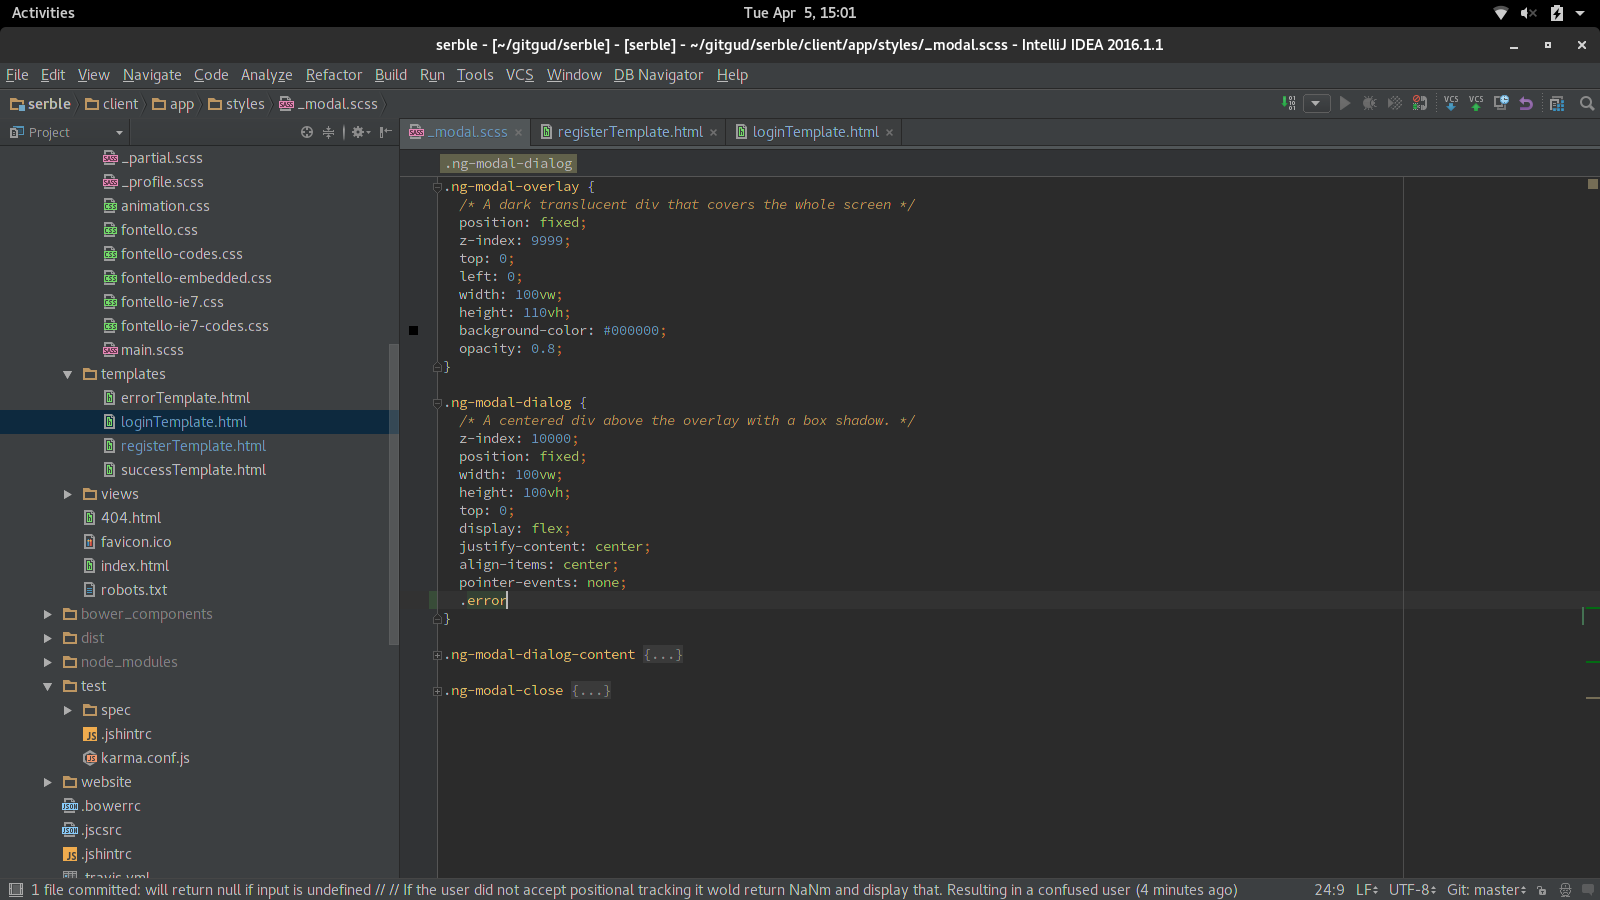 Activities
Tue Apr 5, 15:01
serble - [~/gitgud/serble] - [serble] - ~/gitgud/serble/client/app/styles/_modal.scss - IntelliJ IDEA 2016.1.1
File Edit View Navigate Code Analyze Refactor Build Run Tools VCS Window DB Navigator Help
serble client app styles _modal.scss
VCS VCS
Project
_modal.scss registerTemplate.html loginTemplate.html
_partial.scss
_profile.scss
animation.css
fontello.css
fontello-codes.css
fontello-embedded.css
fontello-ie7.css
fontello-ie7-codes.css
main.scss
templates
errorTemplate.html
loginTemplate.html
registerTemplate.html
successTemplate.html
views
404.html
favicon.ico
index.html
robots.txt
bower_components
dist
node_modules
test
spec
.jshintrc
karma.conf.js
website
.bowerrc
.jscsrc
.jshintrc
.travis.yml
.ng-modal-dialog
.ng-modal-overlay {
/* A dark translucent div that covers the whole screen */
position: fixed;
z-index: 9999;
top: 0;
left: 0;
width: 100vw;
height: 110vh;
background-color: #000000;
opacity: 0.8;
}
.ng-modal-dialog {
/* A centered div above the overlay with a box shadow. */
z-index: 10000;
position: fixed;
width: 100vw;
height: 100vh;
top: 0;
display: flex;
justify-content: center;
align-items: center;
pointer-events: none;
.error
}
.ng-modal-dialog-content {...}
.ng-modal-close {...}
1 file committed: will return null if input is undefined // // If the user did not accept positional tracking it wold return NaNm and display that. Resulting in a confused user (4 minutes ago)
24:9 LF UTF-8 Git: master